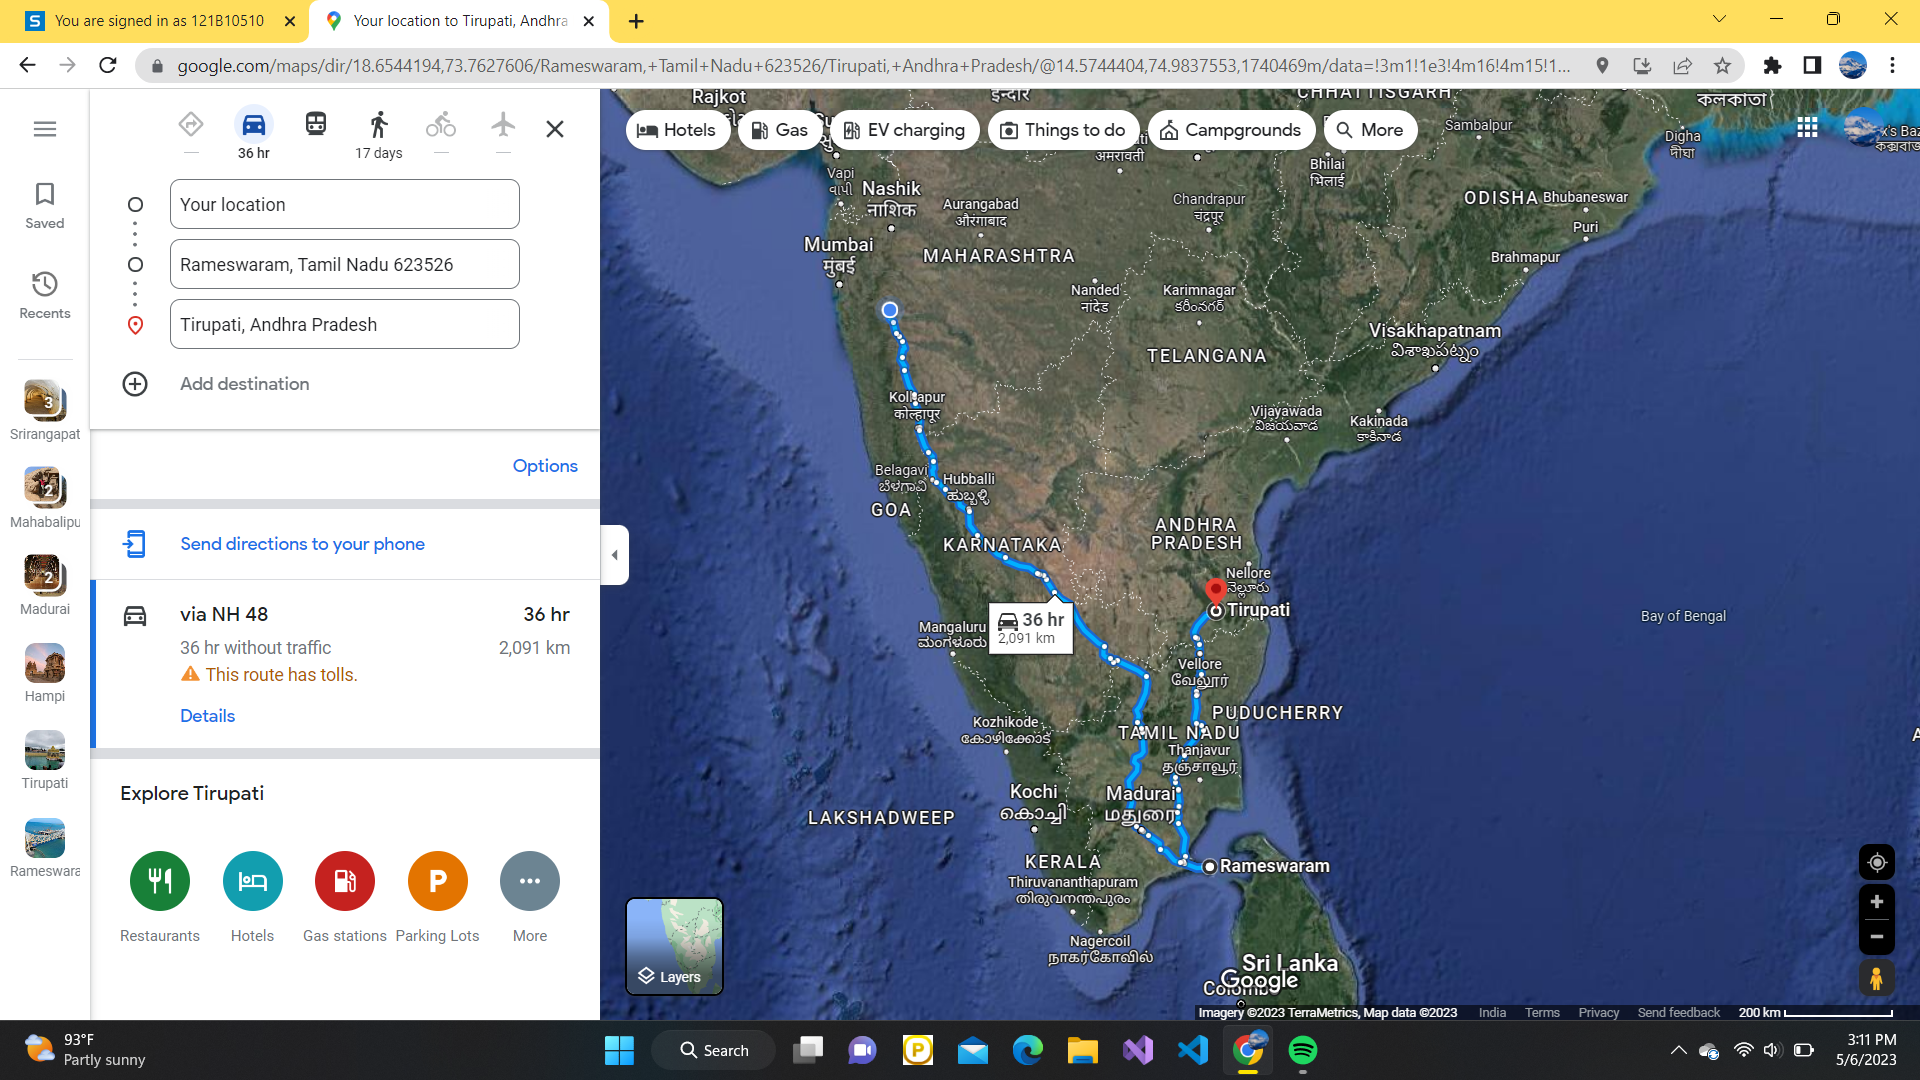 You are signed in as 121B10510
Your location to Tirupati, Andhra
google.com/maps/dir/18.6544194,73.7627606/Rameswaram,+Tamil+Nadu+623526/Tirupati,+Andhra+Pradesh/@14.5744404,74.9837553,1740469m/data=!3m1!1e3!4m16!4m15!1...
36 hr
17 days
Your location
Rameswaram, Tamil Nadu 623526
Tirupati, Andhra Pradesh
Add destination
Options
Send directions to your phone
via NH 48
36 hr
36 hr without traffic
2,091 km
This route has tolls.
Details
Explore Tirupati
Restaurants
Hotels
Gas stations
Parking Lots
More
Saved
Recents
3
Srirangapat
2
Mahabalipu
2
Madurai
Hampi
Tirupati
Rameswara
Hotels
Gas
EV charging
Things to do
Campgrounds
More
Rajkot
इन्दौर
CHHATTISGARH
কলকাতা
Sambalpur
Digha
दीघा
x's Baz
Vapi
વાપી
अमरावती
Bhilai
भिलाई
Nashik
नाशिक
Aurangabad
औरंगाबाद
Chandrapur
चंद्रपूर
ODISHA
Bhubaneswar
Puri
Mumbai
मुंबई
MAHARASHTRA
Brahmapur
Nanded
नांदेड
Karimnagar
కరీంనగర్
Visakhapatnam
విశాఖపట్నం
TELANGANA
Kolhapur
कोल्हापूर
Vijayawada
విజయవాడ
Kakinada
కాకినాడ
Belagavi
ಬೆಳಗಾವಿ
Hubballi
ಹುಬ್ಬಳ್ಳಿ
GOA
ANDHRA
PRADESH
KARNATAKA
Nellore
నెల్లూరు
Tirupati
Bay of Bengal
36 hr
2,091 km
Mangaluru
ಮಂಗಳೂರು
Vellore
வேலூர்
PUDUCHERRY
Kozhikode
കോഴിക്കോട്
TAMIL NADU
Thanjavur
தஞ்சாவூர்
Kochi
കൊച്ചി
Madurai
மதுரை
LAKSHADWEEP
KERALA
Rameswaram
Thiruvananthapuram
തിരുവനന്തപുരം
Nagercoil
நாகர்கோவில்
Sri Lanka
Google
Layers
Imagery ©2023 TerraMetrics, Map data ©2023
India
Terms
Privacy
Send feedback
200 km
93°F
Partly sunny
Search
3:11 PM
5/6/2023